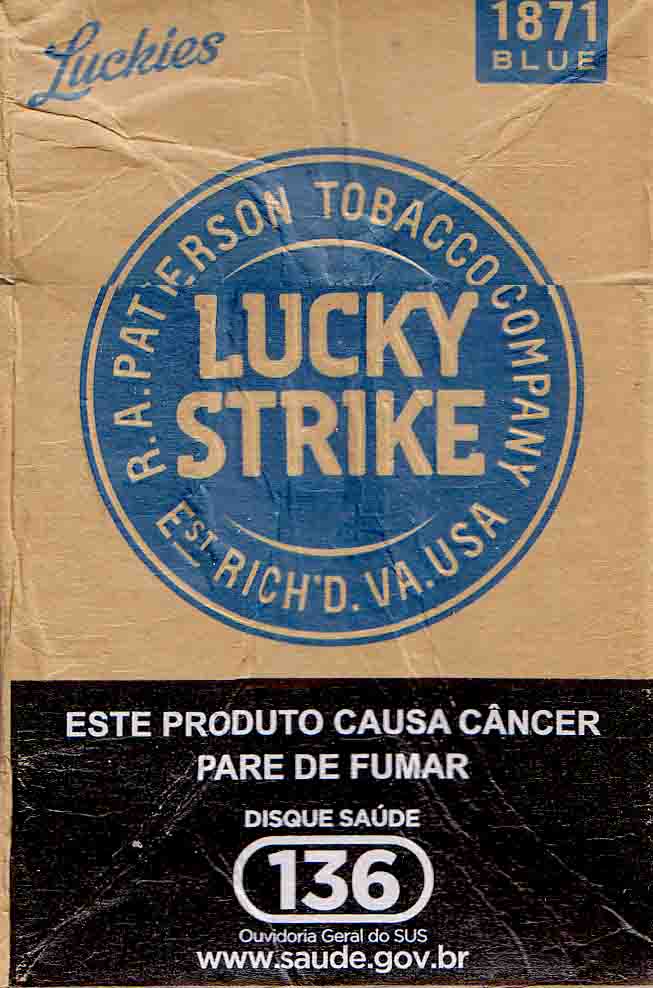 Luckies
1871
BLUE
R.A. PATTERSON TOBACCO COMPANY
LUCKY
STRIKE
EST. RICH'D. VA. USA
ESTE PRODUTO CAUSA CÂNCER
PARE DE FUMAR
DISQUE SAÚDE
136
Ouvidoria Geral do SUS
www.saude.gov.br